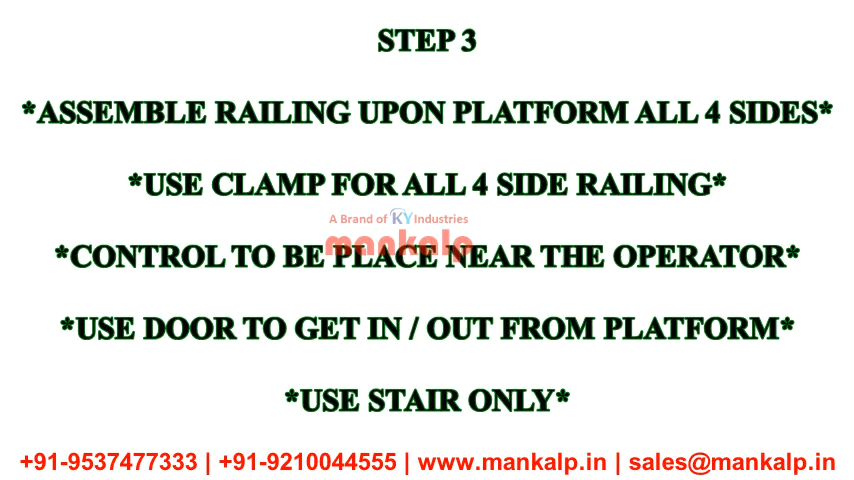 STEP 3
*ASSEMBLE RAILING UPON PLATFORM ALL 4 SIDES*
*USE CLAMP FOR ALL 4 SIDE RAILING*
A Brand of KY Industries
mankalp
*CONTROL TO BE PLACE NEAR THE OPERATOR*
*USE DOOR TO GET IN / OUT FROM PLATFORM*
*USE STAIR ONLY*
+91-9537477333 | +91-9210044555 | www.mankalp.in | sales@mankalp.in